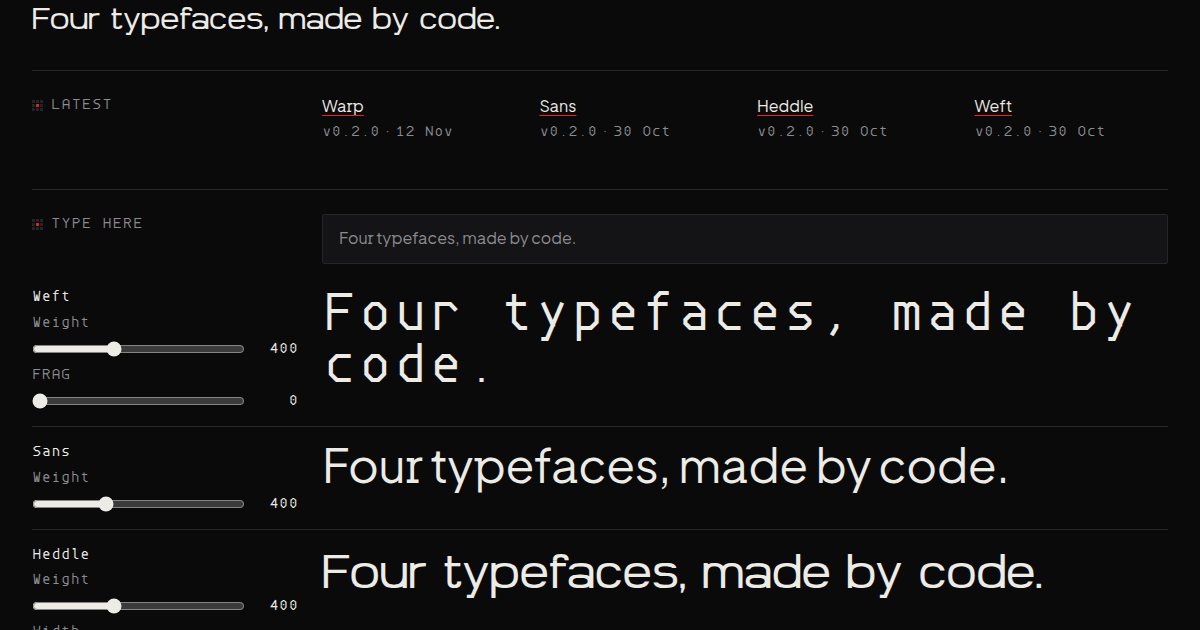 Four typefaces, made by code.
LATEST
Warp
v0.2.0 · 12 Nov
Sans
v0.2.0 · 30 Oct
Heddle
v0.2.0 · 30 Oct
Weft
v0.2.0 · 30 Oct
TYPE HERE
Four typefaces, made by code.
Weft
Weight
400
FRAG
0
Four typefaces, made by
code.
Sans
Weight
400
Four typefaces, made by code.
Heddle
Weight
400
Four typefaces, made by code.
Width